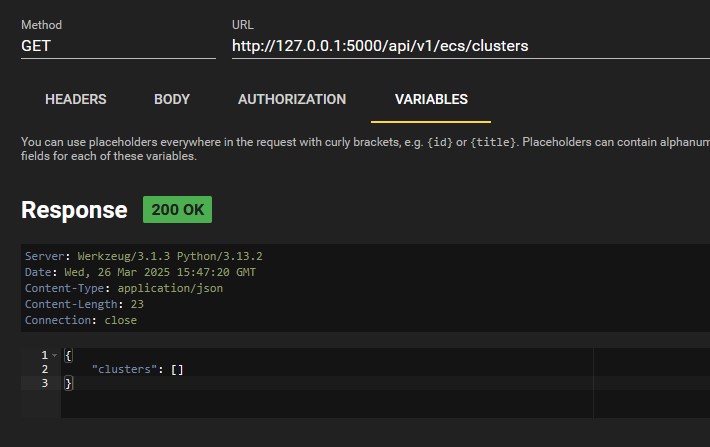 Method URL
GET http://127.0.0.1:5000/api/v1/ecs/clusters
HEADERS BODY AUTHORIZATION VARIABLES
You can use placeholders everywhere in the request with curly brackets, e.g. {id} or {title}. Placeholders can contain alphanum
fields for each of these variables.
Response 200 OK
Server: Werkzeug/3.1.3 Python/3.13.2
Date: Wed, 26 Mar 2025 15:47:20 GMT
Content-Type: application/json
Content-Length: 23
Connection: close
1 {
2 "clusters": []
3 }